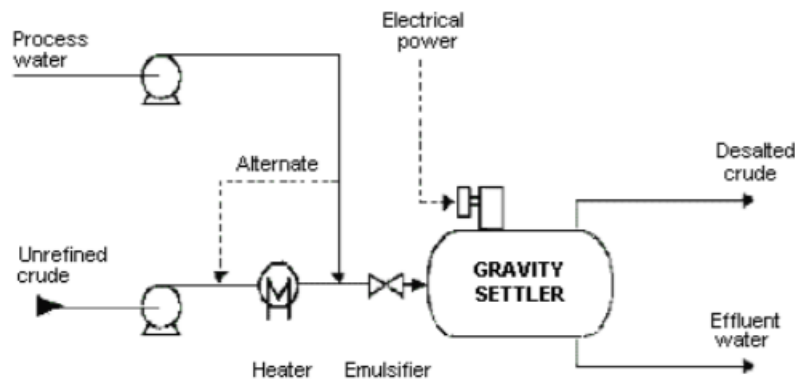 Electrical
power
Process
water
Alternate
Desalted
crude
Unrefined
crude
GRAVITY
SETTLER
Effluent
water
Heater
Emulsifier